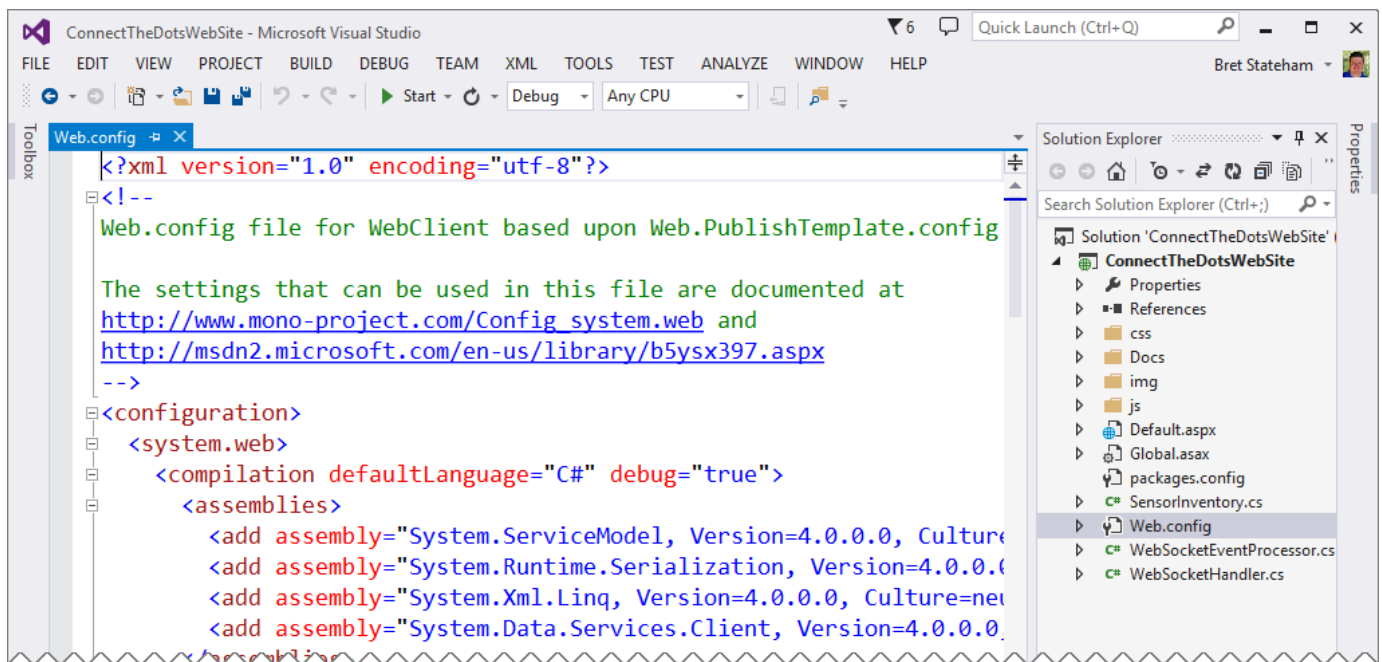 ConnectTheDotsWebSite - Microsoft Visual Studio
6
Quick Launch (Ctrl+Q)
FILE EDIT VIEW PROJECT BUILD DEBUG TEAM XML TOOLS TEST ANALYZE WINDOW HELP
Bret Stateham
Start
Debug
Any CPU
Toolbox
Web.config
<?xml version="1.0" encoding="utf-8"?>
<!--
Web.config file for WebClient based upon Web.PublishTemplate.config
The settings that can be used in this file are documented at
http://www.mono-project.com/Config_system.web and
http://msdn2.microsoft.com/en-us/library/b5ysx397.aspx
-->
<configuration>
<system.web>
<compilation defaultLanguage="C#" debug="true">
<assemblies>
<add assembly="System.ServiceModel, Version=4.0.0.0, Culture
<add assembly="System.Runtime.Serialization, Version=4.0.0.
<add assembly="System.Xml.Linq, Version=4.0.0.0, Culture=neu
<add assembly="System.Data.Services.Client, Version=4.0.0.0
Solution Explorer
Search Solution Explorer (Ctrl+;)
Solution 'ConnectTheDotsWebSite' (
ConnectTheDotsWebSite
Properties
References
css
Docs
img
js
Default.aspx
Global.asax
packages.config
C# SensorInventory.cs
Web.config
C# WebSocketEventProcessor.cs
C# WebSocketHandler.cs
Properties